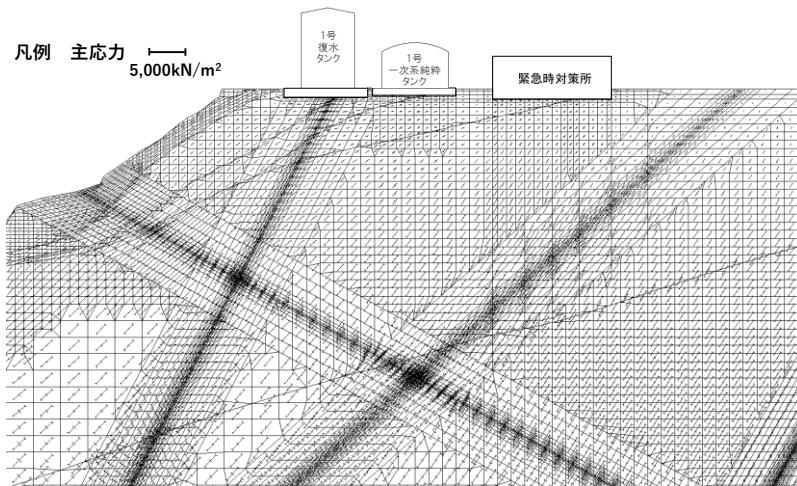 凡例　主応力
5,000kN/m²
1号
復水
タンク
1号
一次系純粋
タンク
緊急時対策所